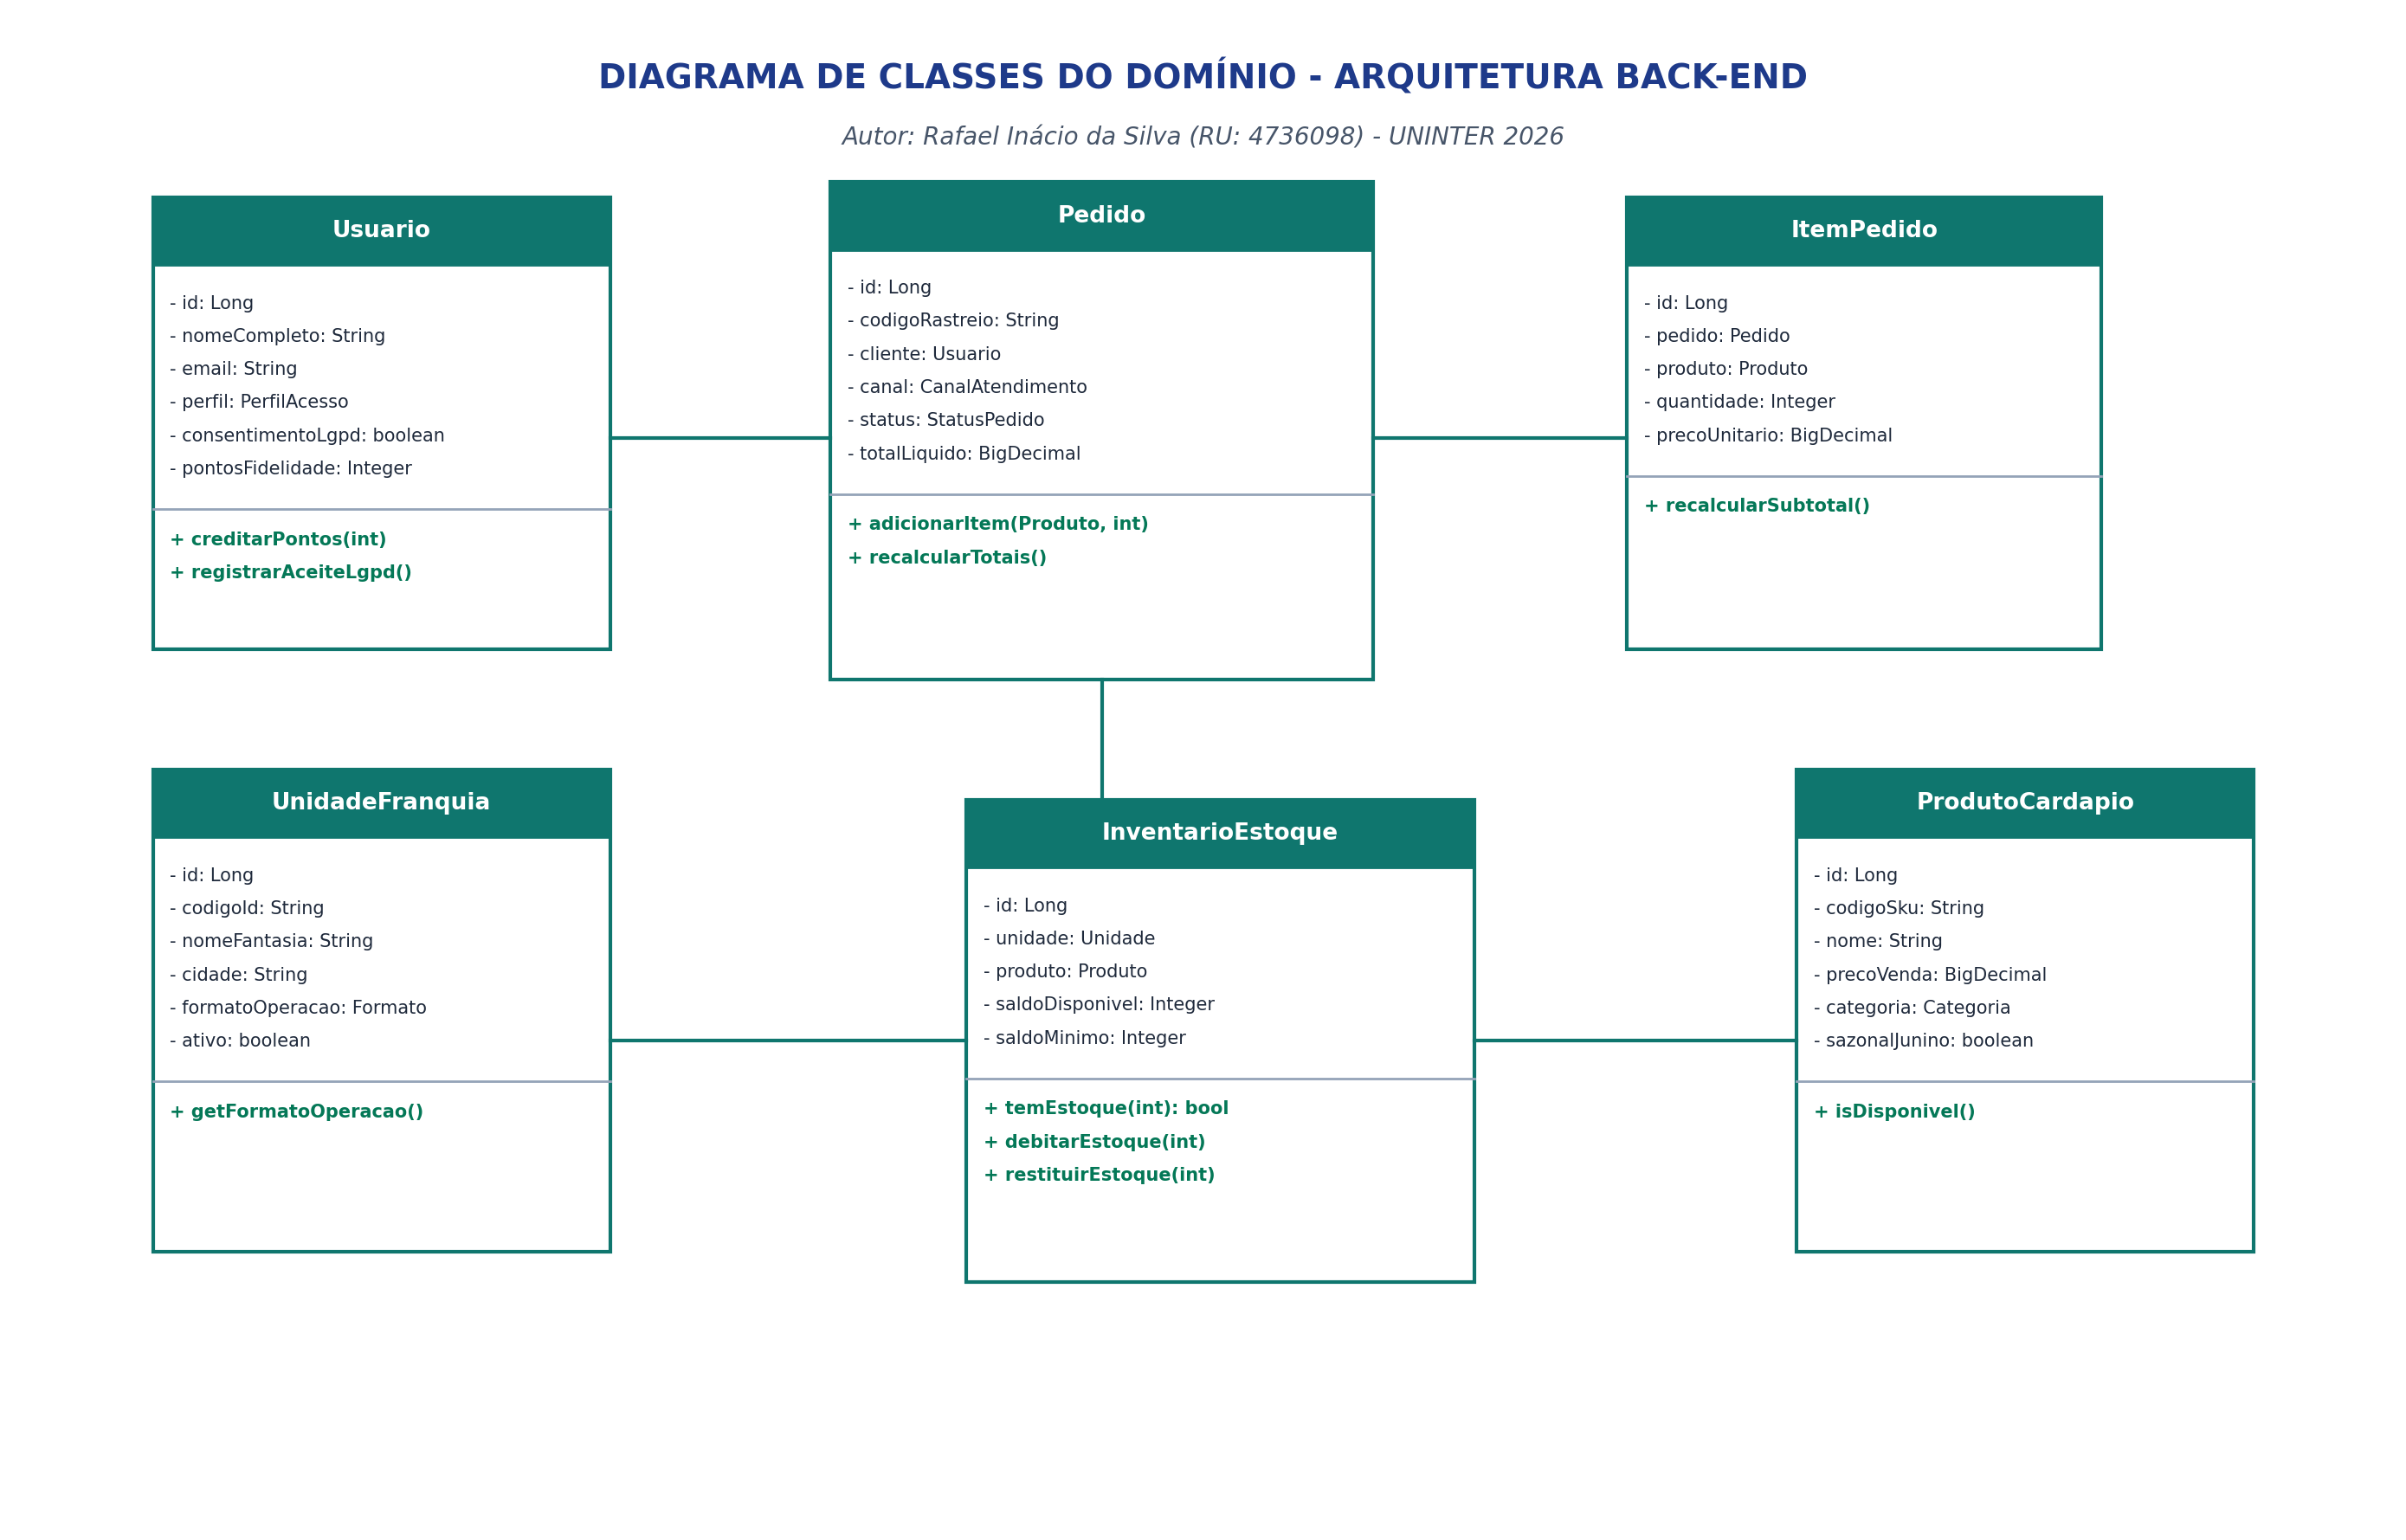 DIAGRAMA DE CLASSES DO DOMÍNIO - ARQUITETURA BACK-END
Autor: Rafael Inácio da Silva (RU: 4736098) - UNINTER 2026
Usuario
- id: Long
- nomeCompleto: String
- email: String
- perfil: PerfilAcesso
- consentimentoLgpd: boolean
- pontosFidelidade: Integer
+ creditarPontos(int)
+ registrarAceiteLgpd()
Pedido
- id: Long
- codigoRastreio: String
- cliente: Usuario
- canal: CanalAtendimento
- status: StatusPedido
- totalLiquido: BigDecimal
+ adicionarItem(Produto, int)
+ recalcularTotais()
ItemPedido
- id: Long
- pedido: Pedido
- produto: Produto
- quantidade: Integer
- precoUnitario: BigDecimal
+ recalcularSubtotal()
UnidadeFranquia
- id: Long
- codigoId: String
- nomeFantasia: String
- cidade: String
- formatoOperacao: Formato
- ativo: boolean
+ getFormatoOperacao()
InventarioEstoque
- id: Long
- unidade: Unidade
- produto: Produto
- saldoDisponivel: Integer
- saldoMinimo: Integer
+ temEstoque(int): bool
+ debitarEstoque(int)
+ restituirEstoque(int)
ProdutoCardapio
- id: Long
- codigoSku: String
- nome: String
- precoVenda: BigDecimal
- categoria: Categoria
- sazonalJunino: boolean
+ isDisponivel()